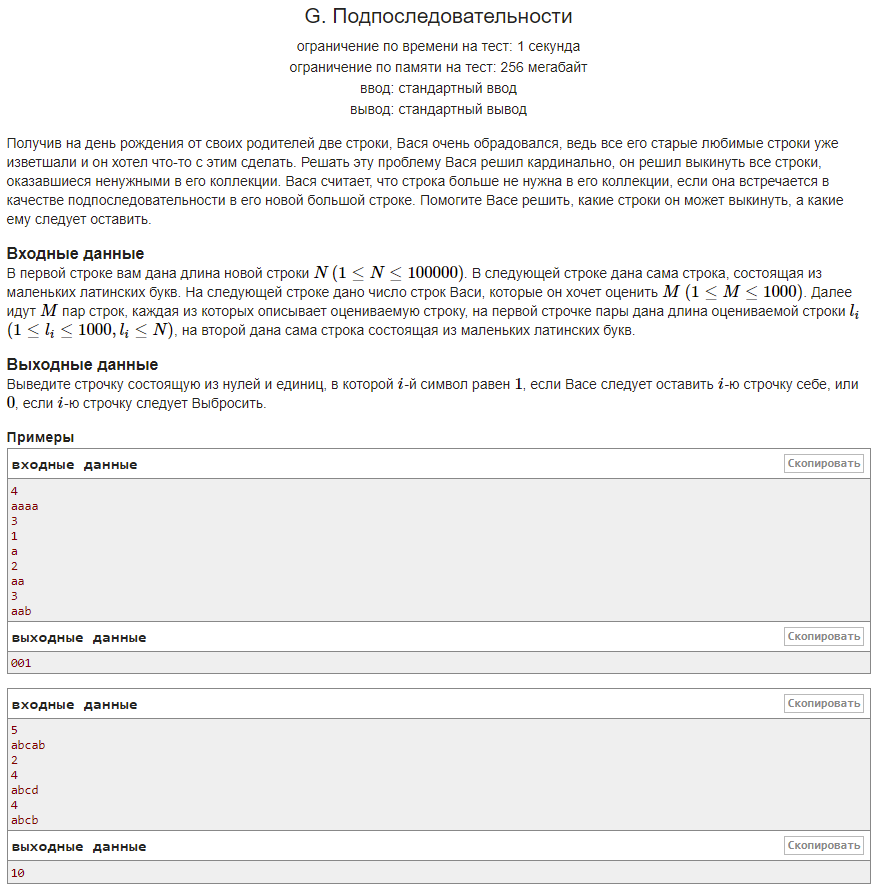 G. Подпоследовательности
ограничение по времени на тест: 1 секунда
ограничение по памяти на тест: 256 мегабайт
ввод: стандартный ввод
вывод: стандартный вывод
Получив на день рождения от своих родителей две строки, Вася очень обрадовался, ведь все его старые любимые строки уже
изветшали и он хотел что-то с этим сделать. Решать эту проблему Вася решил кардинально, он решил выкинуть все строки,
оказавшиеся ненужными в его коллекции. Вася считает, что строка больше не нужна в его коллекции, если она встречается в
качестве подпоследовательности в его новой большой строке. Помогите Васе решить, какие строки он может выкинуть, а какие
ему следует оставить.
Входные данные
В первой строке вам дана длина новой строки N (1 ≤ N ≤ 100000). В следующей строке дана сама строка, состоящая из
маленьких латинских букв. На следующей строке дано число строк Васи, которые он хочет оценить M (1 ≤ M ≤ 1000). Далее
идут M пар строк, каждая из которых описывает оцениваемую строку, на первой строчке пары дана длина оцениваемой строки l_i
(1 ≤ l_i ≤ 1000, l_i ≤ N), на второй дана сама строка состоящая из маленьких латинских букв.
Выходные данные
Выведите строчку состоящую из нулей и единиц, в которой i-й символ равен 1, если Васе следует оставить i-ю строчку себе, или
0, если i-ю строчку следует Выбросить.
Примеры
входные данные Скопировать
4
aaaa
3
1
a
2
aa
3
aab
выходные данные Скопировать
001
входные данные Скопировать
5
abcab
2
4
abcd
4
abcb
выходные данные Скопировать
10